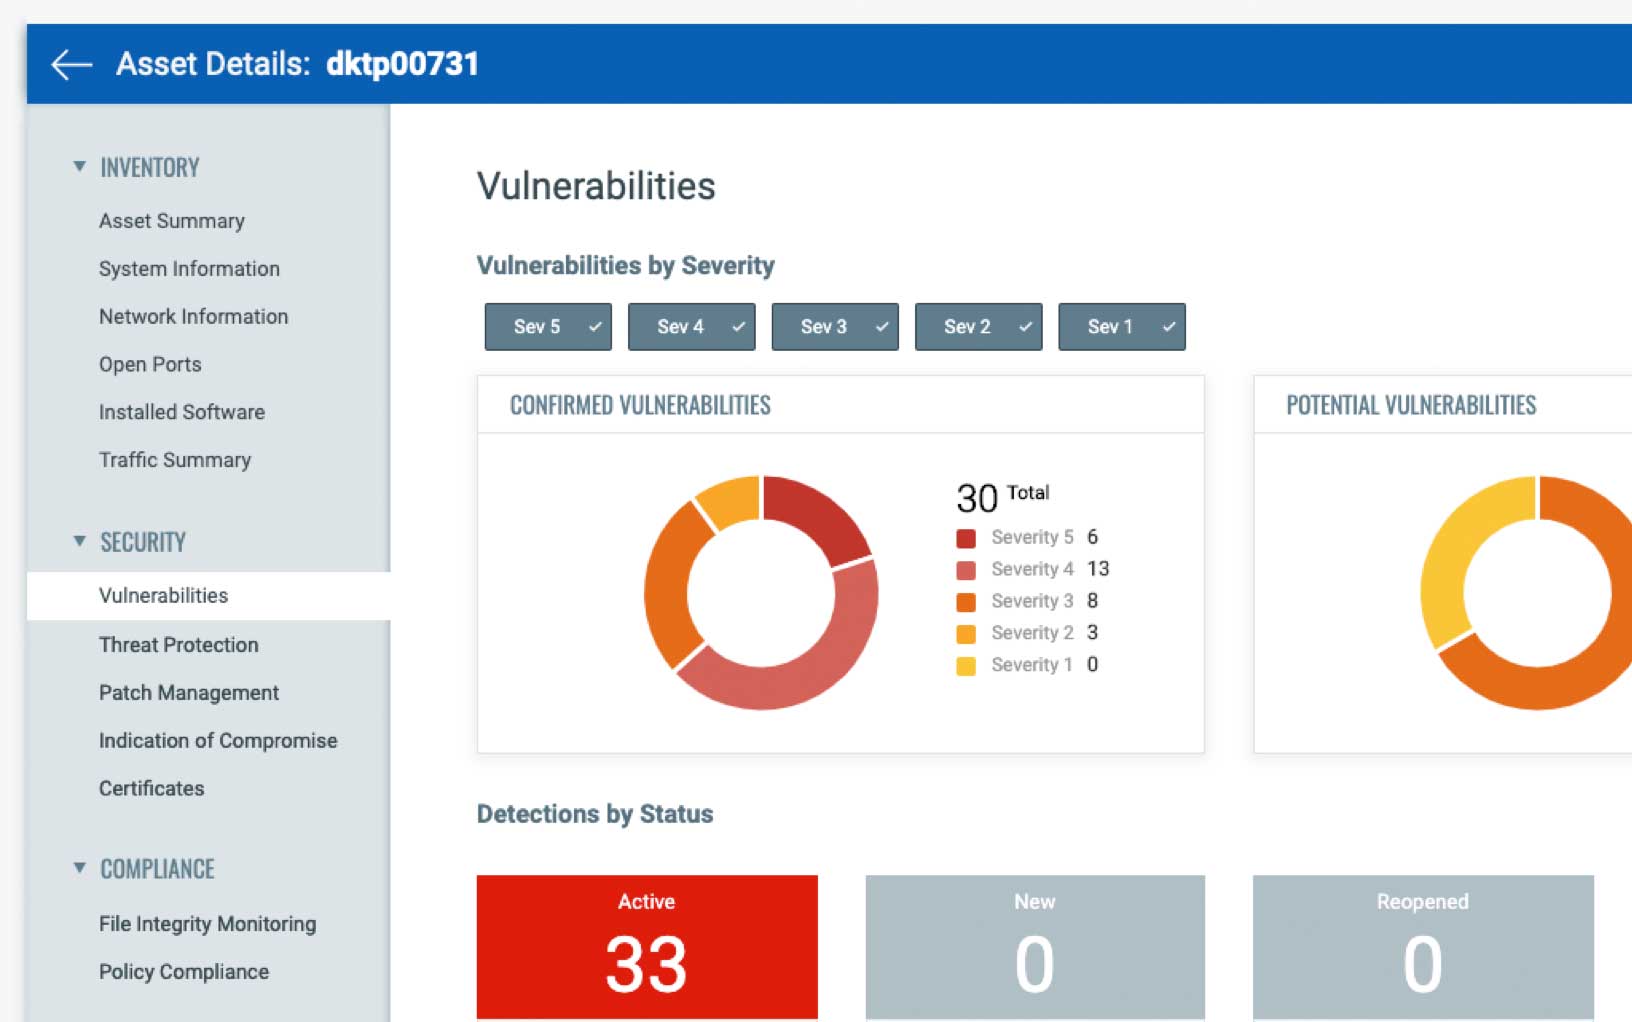 Asset Details: dktp00731
INVENTORY
Asset Summary
System Information
Network Information
Open Ports
Installed Software
Traffic Summary
SECURITY
Vulnerabilities
Threat Protection
Patch Management
Indication of Compromise
Certificates
COMPLIANCE
File Integrity Monitoring
Policy Compliance
Vulnerabilities
Vulnerabilities by Severity
Sev 5
Sev 4
Sev 3
Sev 2
Sev 1
CONFIRMED VULNERABILITIES
30 Total
Severity 5 6
Severity 4 13
Severity 3 8
Severity 2 3
Severity 1 0
POTENTIAL VULNERABILITIES
Detections by Status
Active
33
New
0
Reopened
0